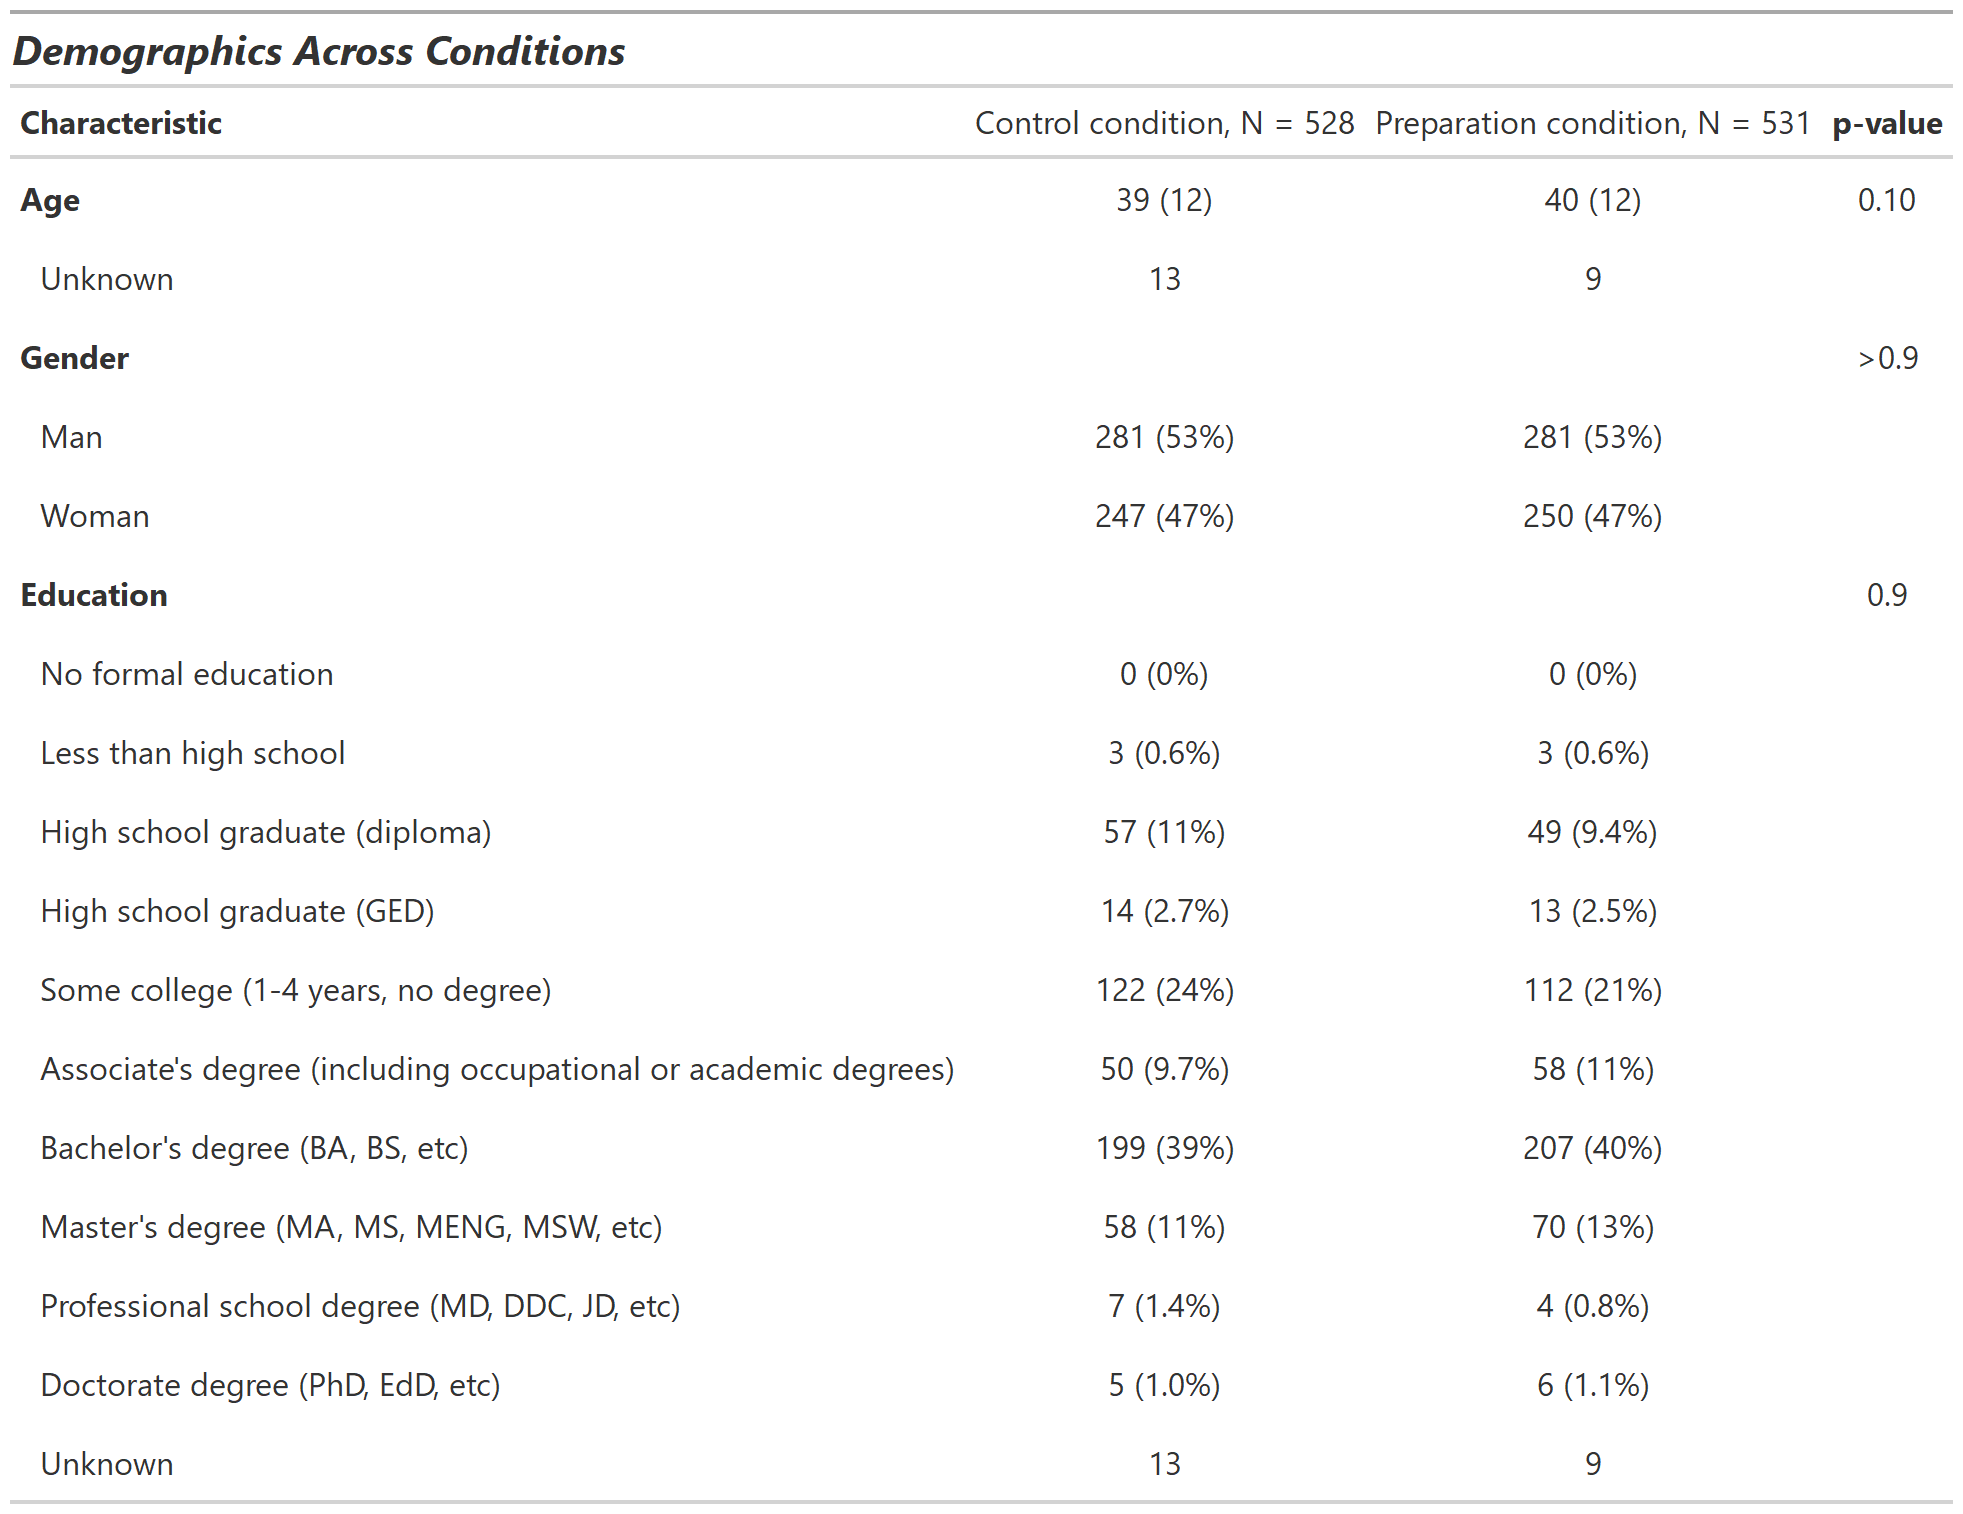 Demographics Across Conditions
Characteristic Control condition, N = 528 Preparation condition, N = 531 p-value
Age 39 (12) 40 (12) 0.10
Unknown 13 9
Gender >0.9
Man 281 (53%) 281 (53%)
Woman 247 (47%) 250 (47%)
Education 0.9
No formal education 0 (0%) 0 (0%)
Less than high school 3 (0.6%) 3 (0.6%)
High school graduate (diploma) 57 (11%) 49 (9.4%)
High school graduate (GED) 14 (2.7%) 13 (2.5%)
Some college (1-4 years, no degree) 122 (24%) 112 (21%)
Associate's degree (including occupational or academic degrees) 50 (9.7%) 58 (11%)
Bachelor's degree (BA, BS, etc) 199 (39%) 207 (40%)
Master's degree (MA, MS, MENG, MSW, etc) 58 (11%) 70 (13%)
Professional school degree (MD, DDC, JD, etc) 7 (1.4%) 4 (0.8%)
Doctorate degree (PhD, EdD, etc) 5 (1.0%) 6 (1.1%)
Unknown 13 9